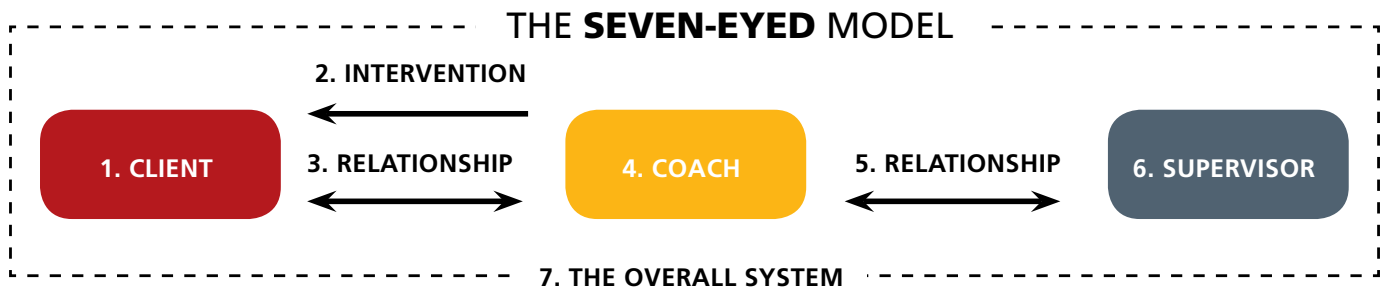 THE SEVEN-EYED MODEL
2. INTERVENTION
1. CLIENT
3. RELATIONSHIP
4. COACH
5. RELATIONSHIP
6. SUPERVISOR
7. THE OVERALL SYSTEM